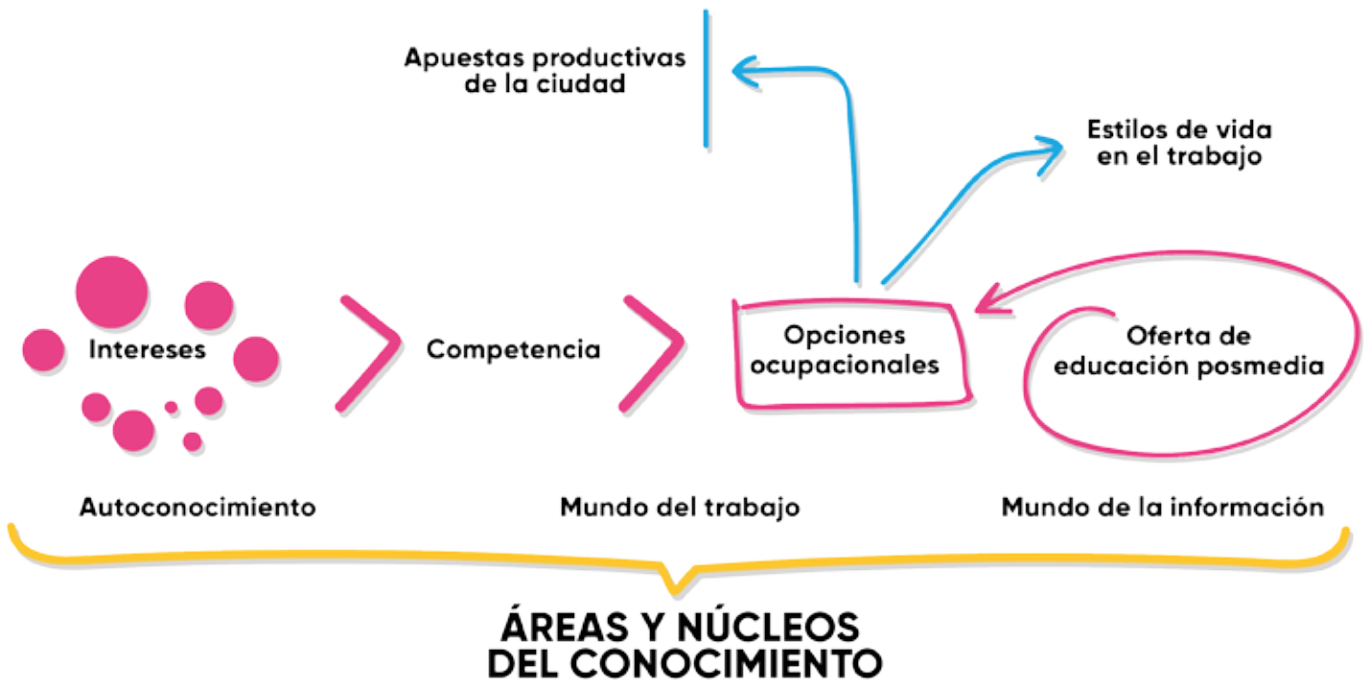 Apuestas productivas
de la ciudad
Estilos de vida
en el trabajo
Intereses
Competencia
Opciones
ocupacionales
Oferta de
educación posmedia
Autoconocimiento
Mundo del trabajo
Mundo de la información
ÁREAS Y NÚCLEOS
DEL CONOCIMIENTO